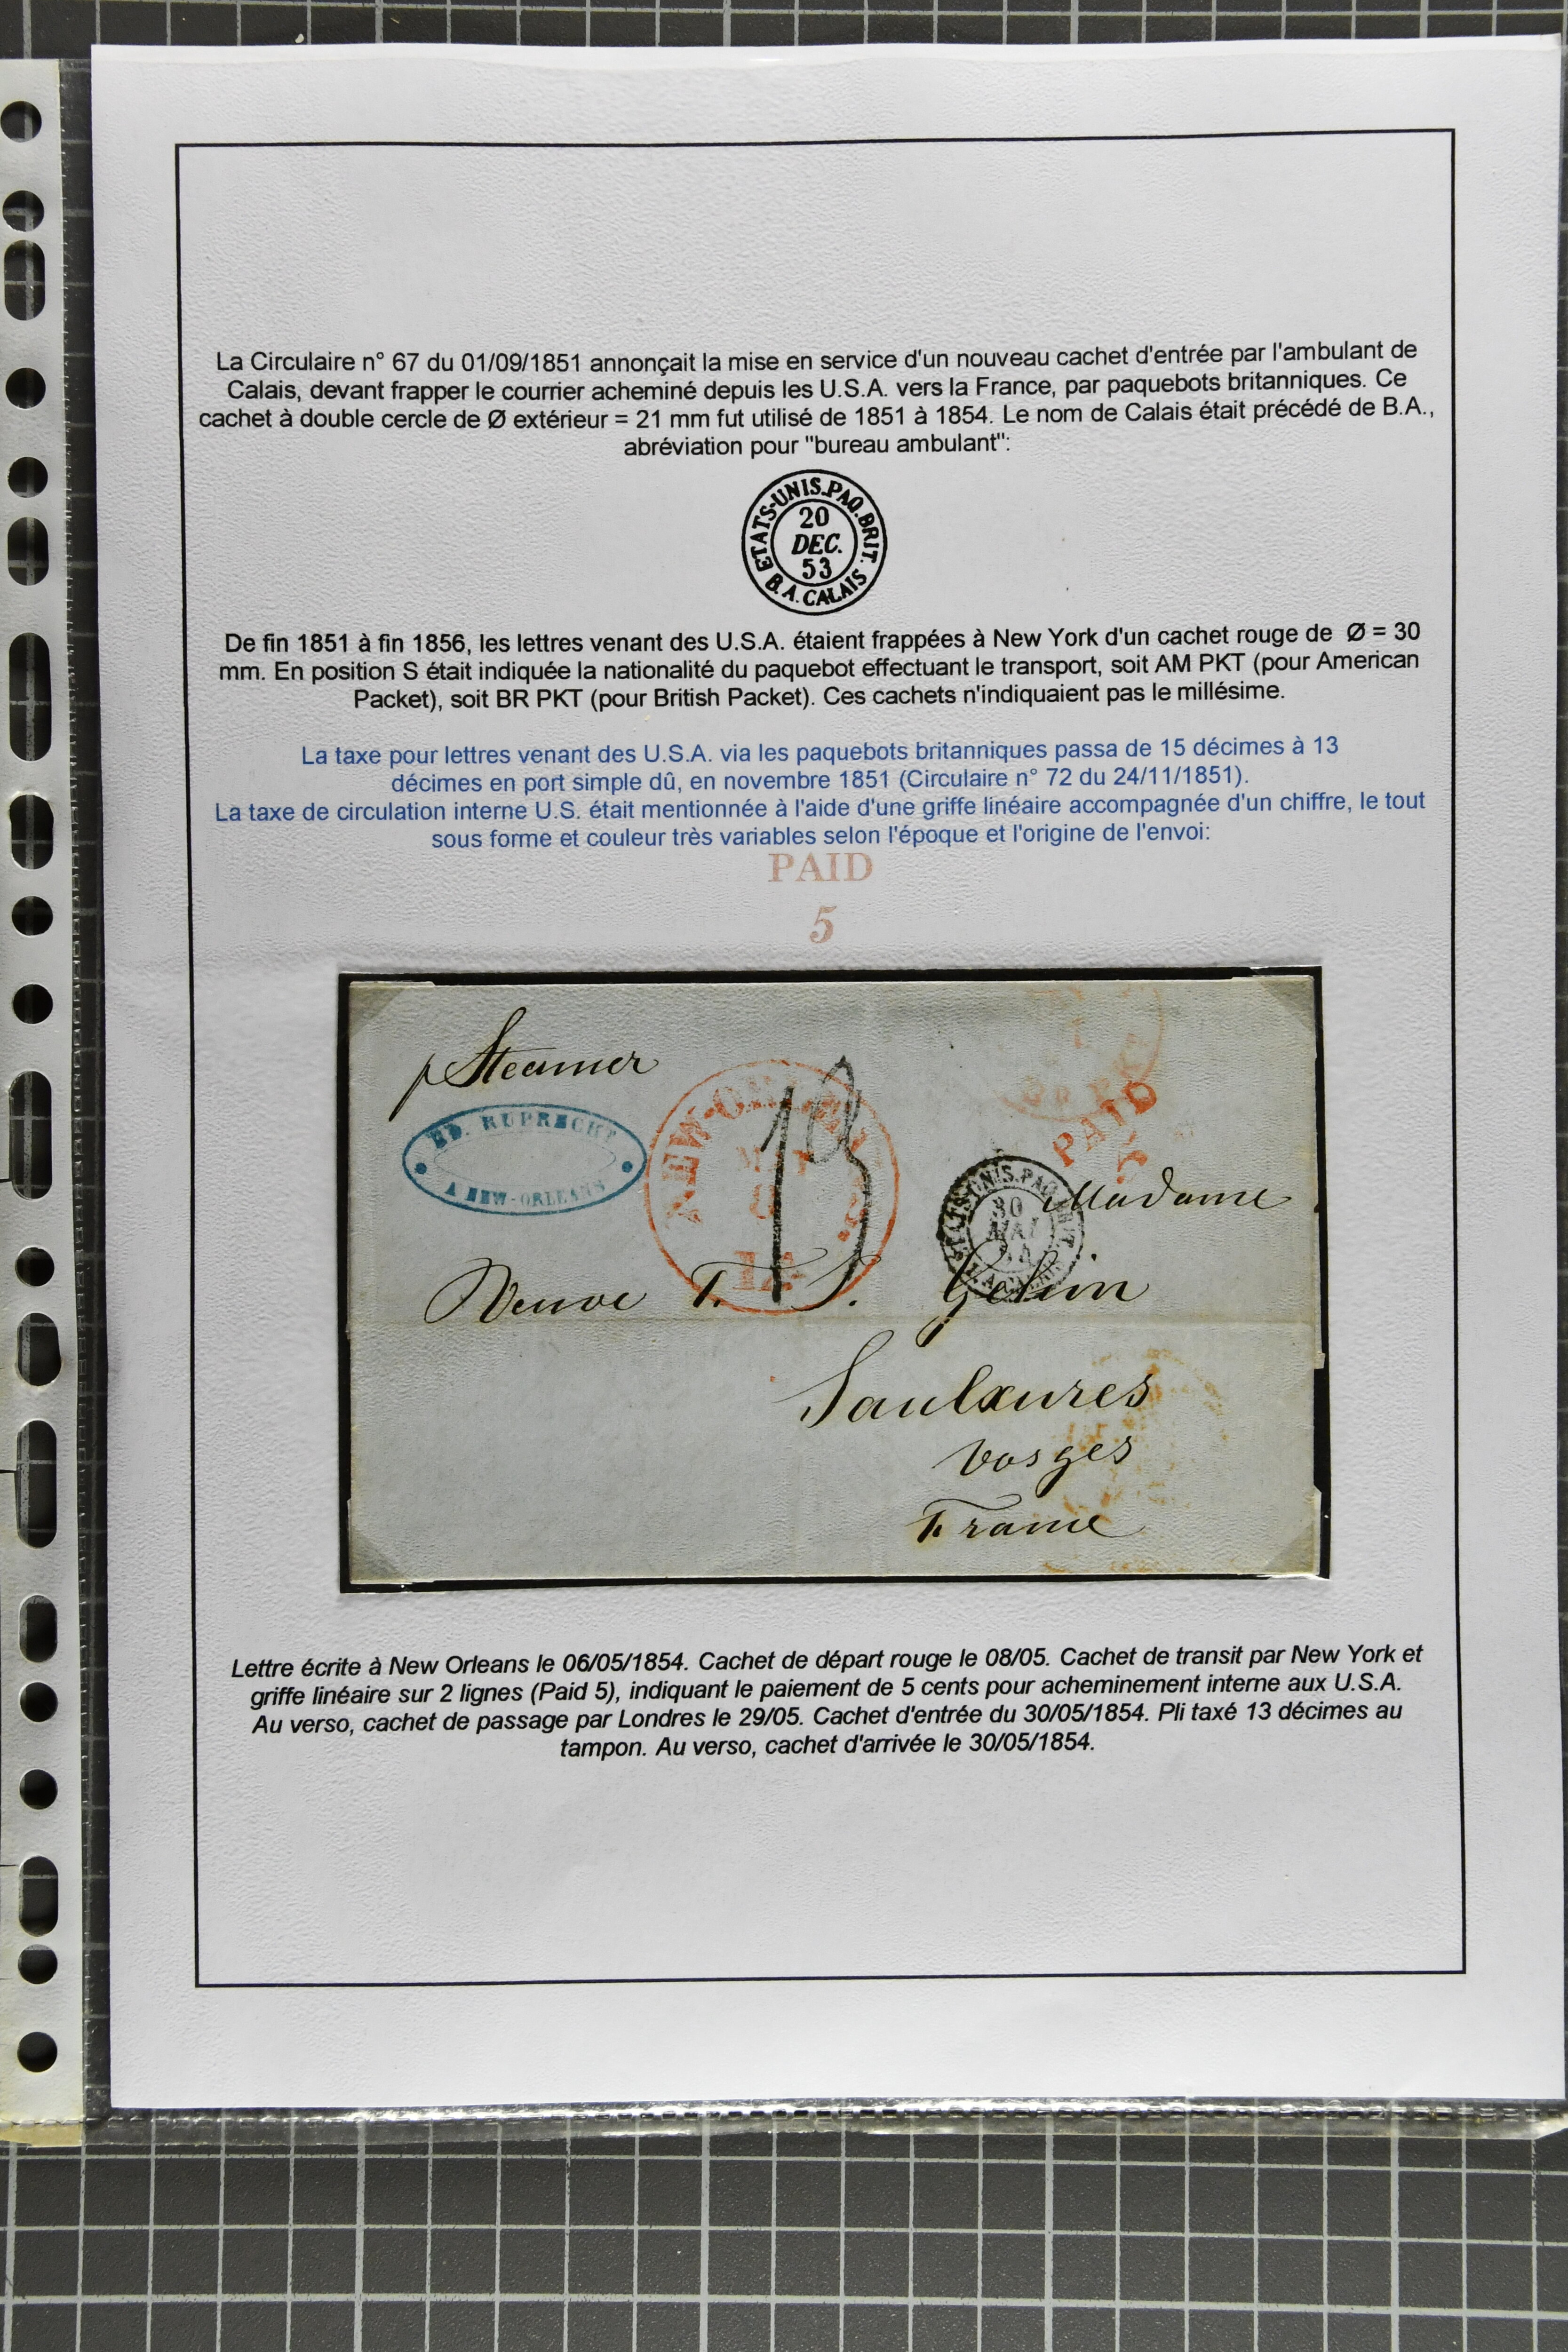 La Circulaire n° 67 du 01/09/1851 annonçait la mise en service d'un nouveau cachet d'entrée par l'ambulant de
Calais, devant frapper le courrier acheminé depuis les U.S.A. vers la France, par paquebots britanniques. Ce
cachet à double cercle de Ø extérieur = 21 mm fut utilisé de 1851 à 1854. Le nom de Calais était précédé de B.A.,
abréviation pour "bureau ambulant":
ETATS-UNIS.PAQ.BRIT.
20
DEC.
53
B.A.CALAIS
De fin 1851 à fin 1856, les lettres venant des U.S.A. étaient frappées à New York d'un cachet rouge de Ø = 30
mm. En position S était indiquée la nationalité du paquebot effectuant le transport, soit AM PKT (pour American
Packet), soit BR PKT (pour British Packet). Ces cachets n'indiquaient pas le millésime.
La taxe pour lettres venant des U.S.A. via les paquebots britanniques passa de 15 décimes à 13
décimes en port simple dû, en novembre 1851 (Circulaire n° 72 du 24/11/1851).
La taxe de circulation interne U.S. était mentionnée à l'aide d'une griffe linéaire accompagnée d'un chiffre, le tout
sous forme et couleur très variables selon l'époque et l'origine de l'envoi:
PAID
5
p Steamer
ED. RUPRECHT
A NEW-ORLEANS
13
PAID
5
30
MAI
54
Madame
Veuve T. S. Gehin
Saulxures
Vosges
France
Lettre écrite à New Orleans le 06/05/1854. Cachet de départ rouge le 08/05. Cachet de transit par New York et
griffe linéaire sur 2 lignes (Paid 5), indiquant le paiement de 5 cents pour acheminement interne aux U.S.A.
Au verso, cachet de passage par Londres le 29/05. Cachet d'entrée du 30/05/1854. Pli taxé 13 décimes au
tampon. Au verso, cachet d'arrivée le 30/05/1854.